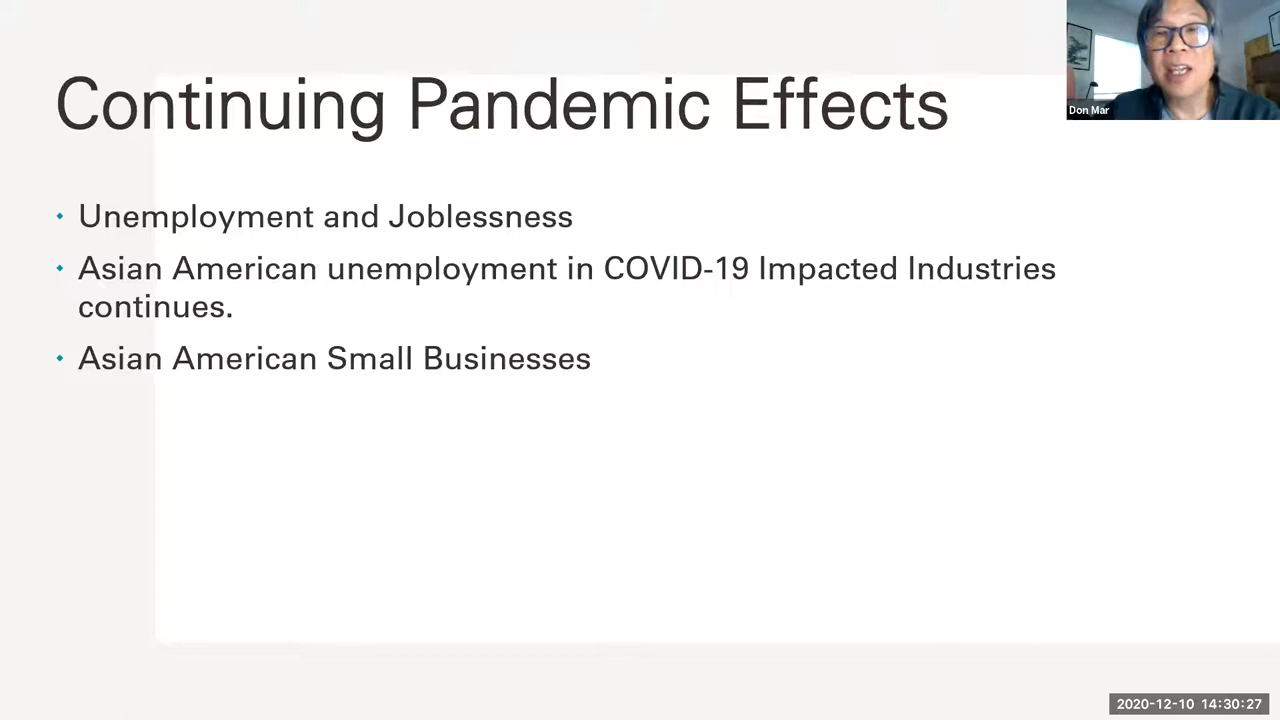 Continuing Pandemic Effects
Don Mar
• Unemployment and Joblessness
• Asian American unemployment in COVID-19 Impacted Industries
continues.
• Asian American Small Businesses
2020-12-10 14:30:27